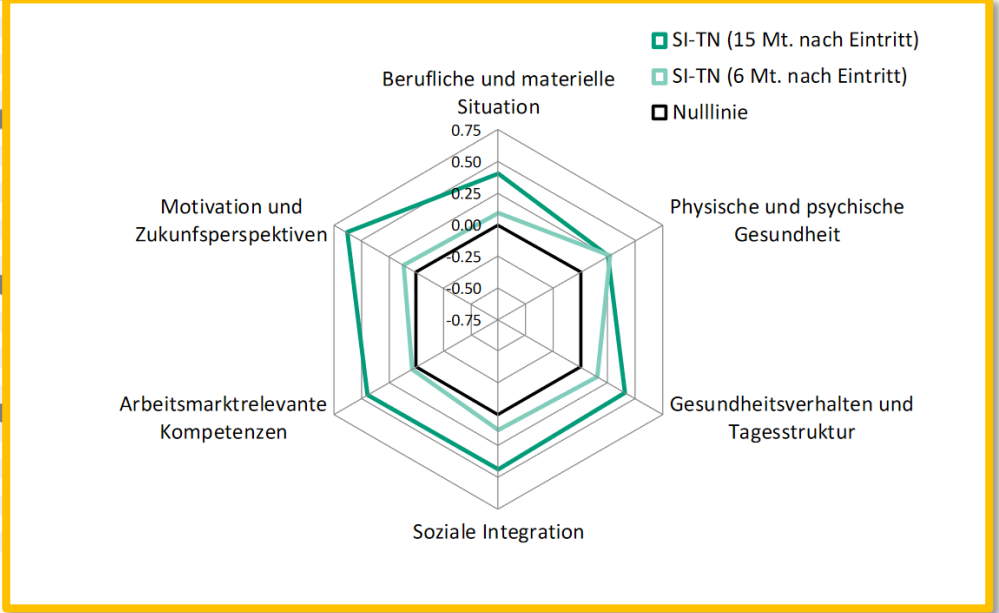 SI-TN (15 Mt. nach Eintritt)
SI-TN (6 Mt. nach Eintritt)
Nulllinie
Berufliche und materielle
Situation
0.75
0.50
0.25
0.00
-0.25
-0.50
-0.75
Motivation und
Zukunfsperspektiven
Physische und psychische
Gesundheit
Arbeitsmarktrelevante
Kompetenzen
Gesundheitsverhalten und
Tagesstruktur
Soziale Integration